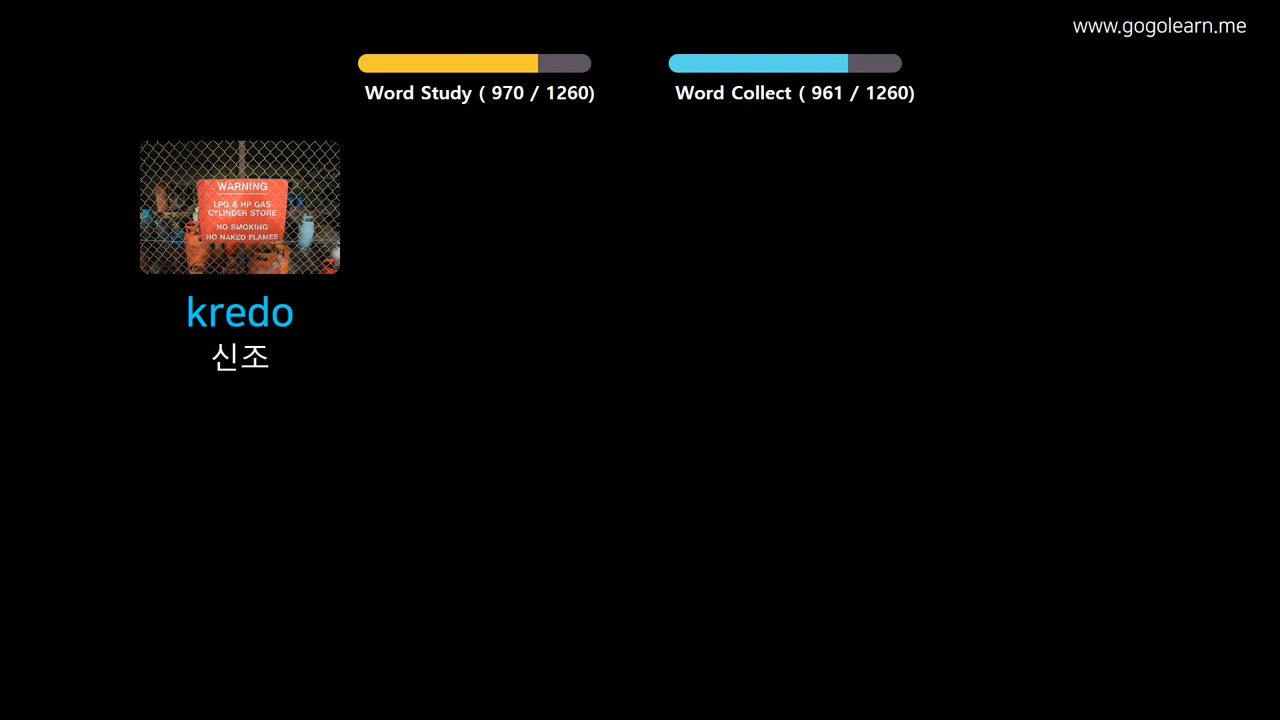 www.gogolearn.me
Word Study ( 970 / 1260)
Word Collect ( 961 / 1260)
WARNING
LPG & HP GAS
CYLINDER STORE
NO SMOKING
NO NAKED FLAMES
kredo
신조